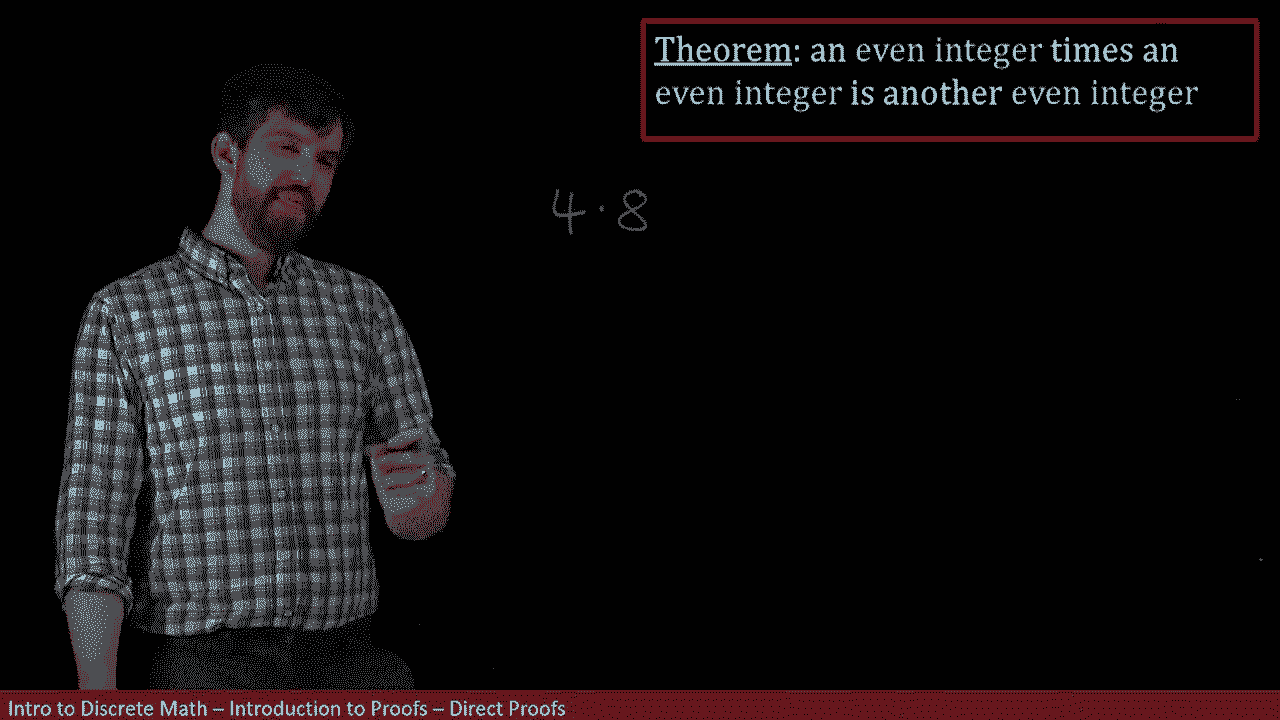 Theorem: an even integer times an
even integer is another even integer
4·8
Intro to Discrete Math – Introduction to Proofs – Direct Proofs